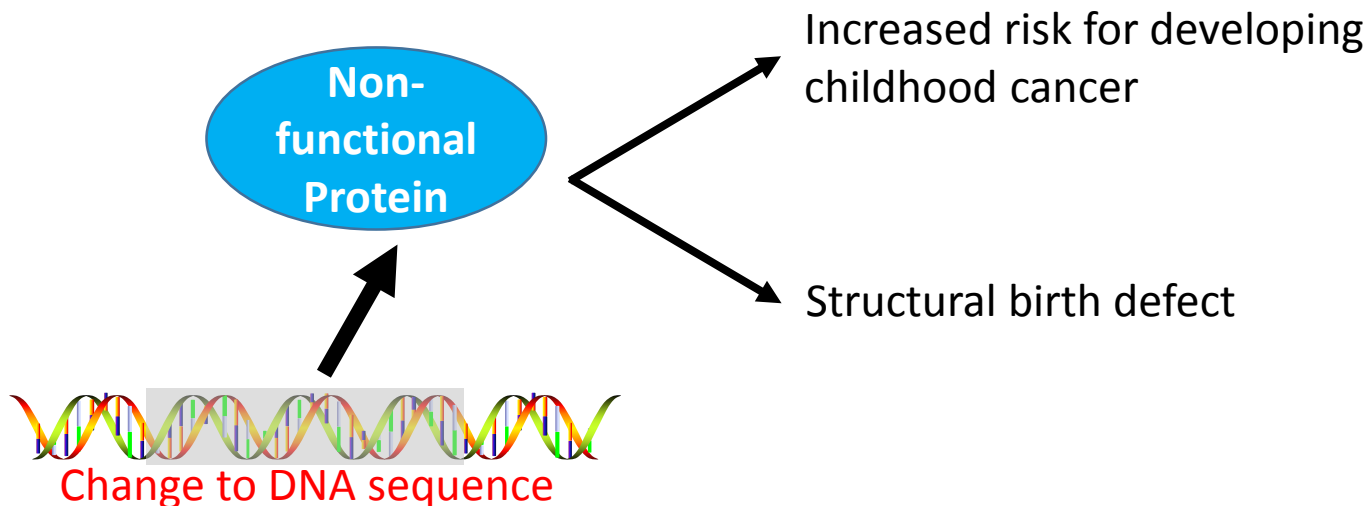 Increased risk for developing
childhood cancer
Non-
functional
Protein
Structural birth defect
Change to DNA sequence